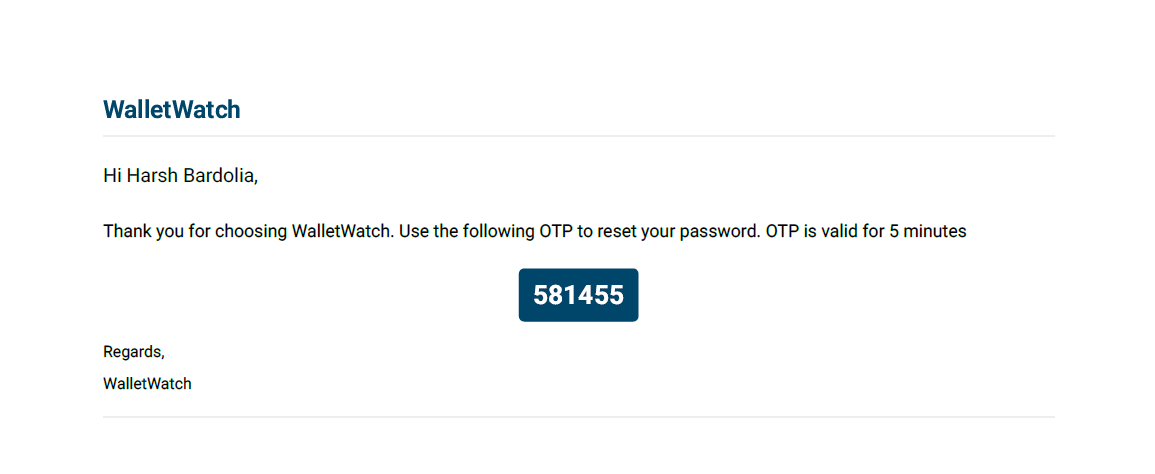 WalletWatch
Hi Harsh Bardolia,
Thank you for choosing WalletWatch. Use the following OTP to reset your password. OTP is valid for 5 minutes
581455
Regards,
WalletWatch